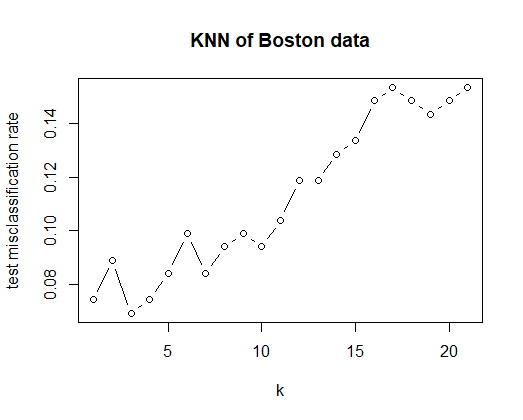 KNN of Boston data
test misclassification rate
0.14
0.12
0.10
0.08
5 10 15 20
k